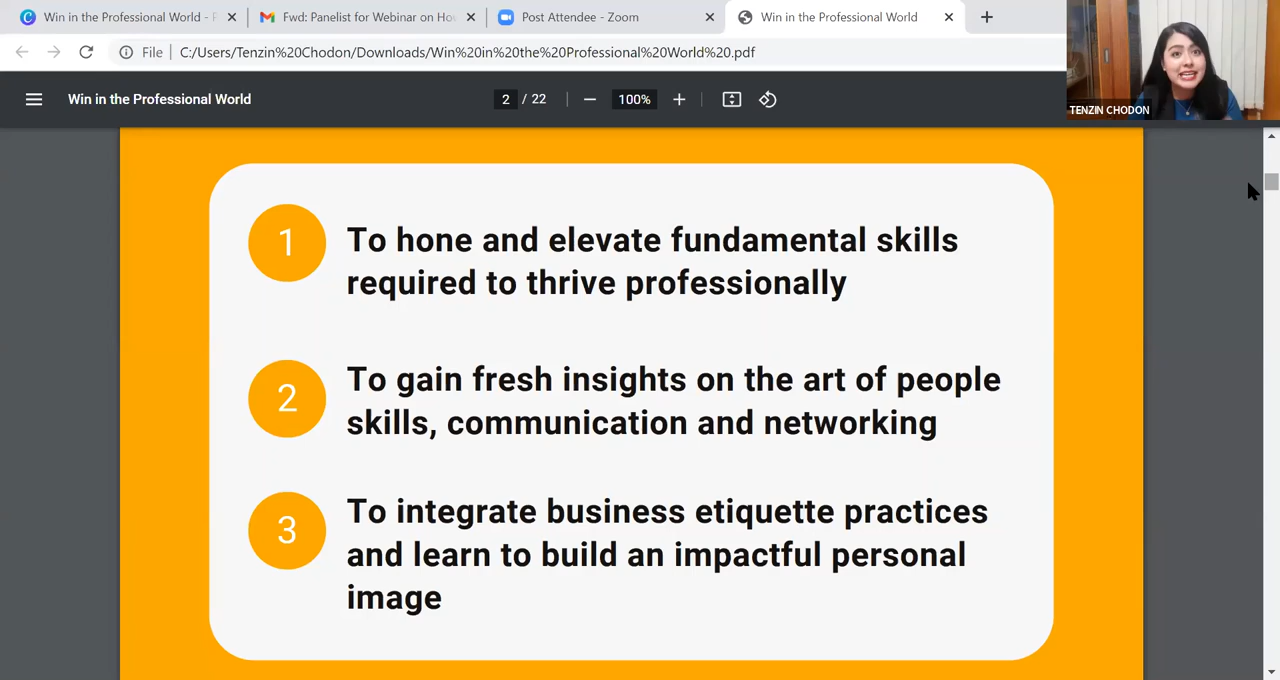 Win in the Professional World - P
Fwd: Panelist for Webinar on Hou
Post Attendee - Zoom
Win in the Professional World
File
C:/Users/Tenzin%20Chodon/Downloads/Win%20in%20the%20Professional%20World%20.pdf
Win in the Professional World
2 / 22
100%
TENZIN CHODON
1
To hone and elevate fundamental skills
required to thrive professionally
2
To gain fresh insights on the art of people
skills, communication and networking
3
To integrate business etiquette practices
and learn to build an impactful personal
image